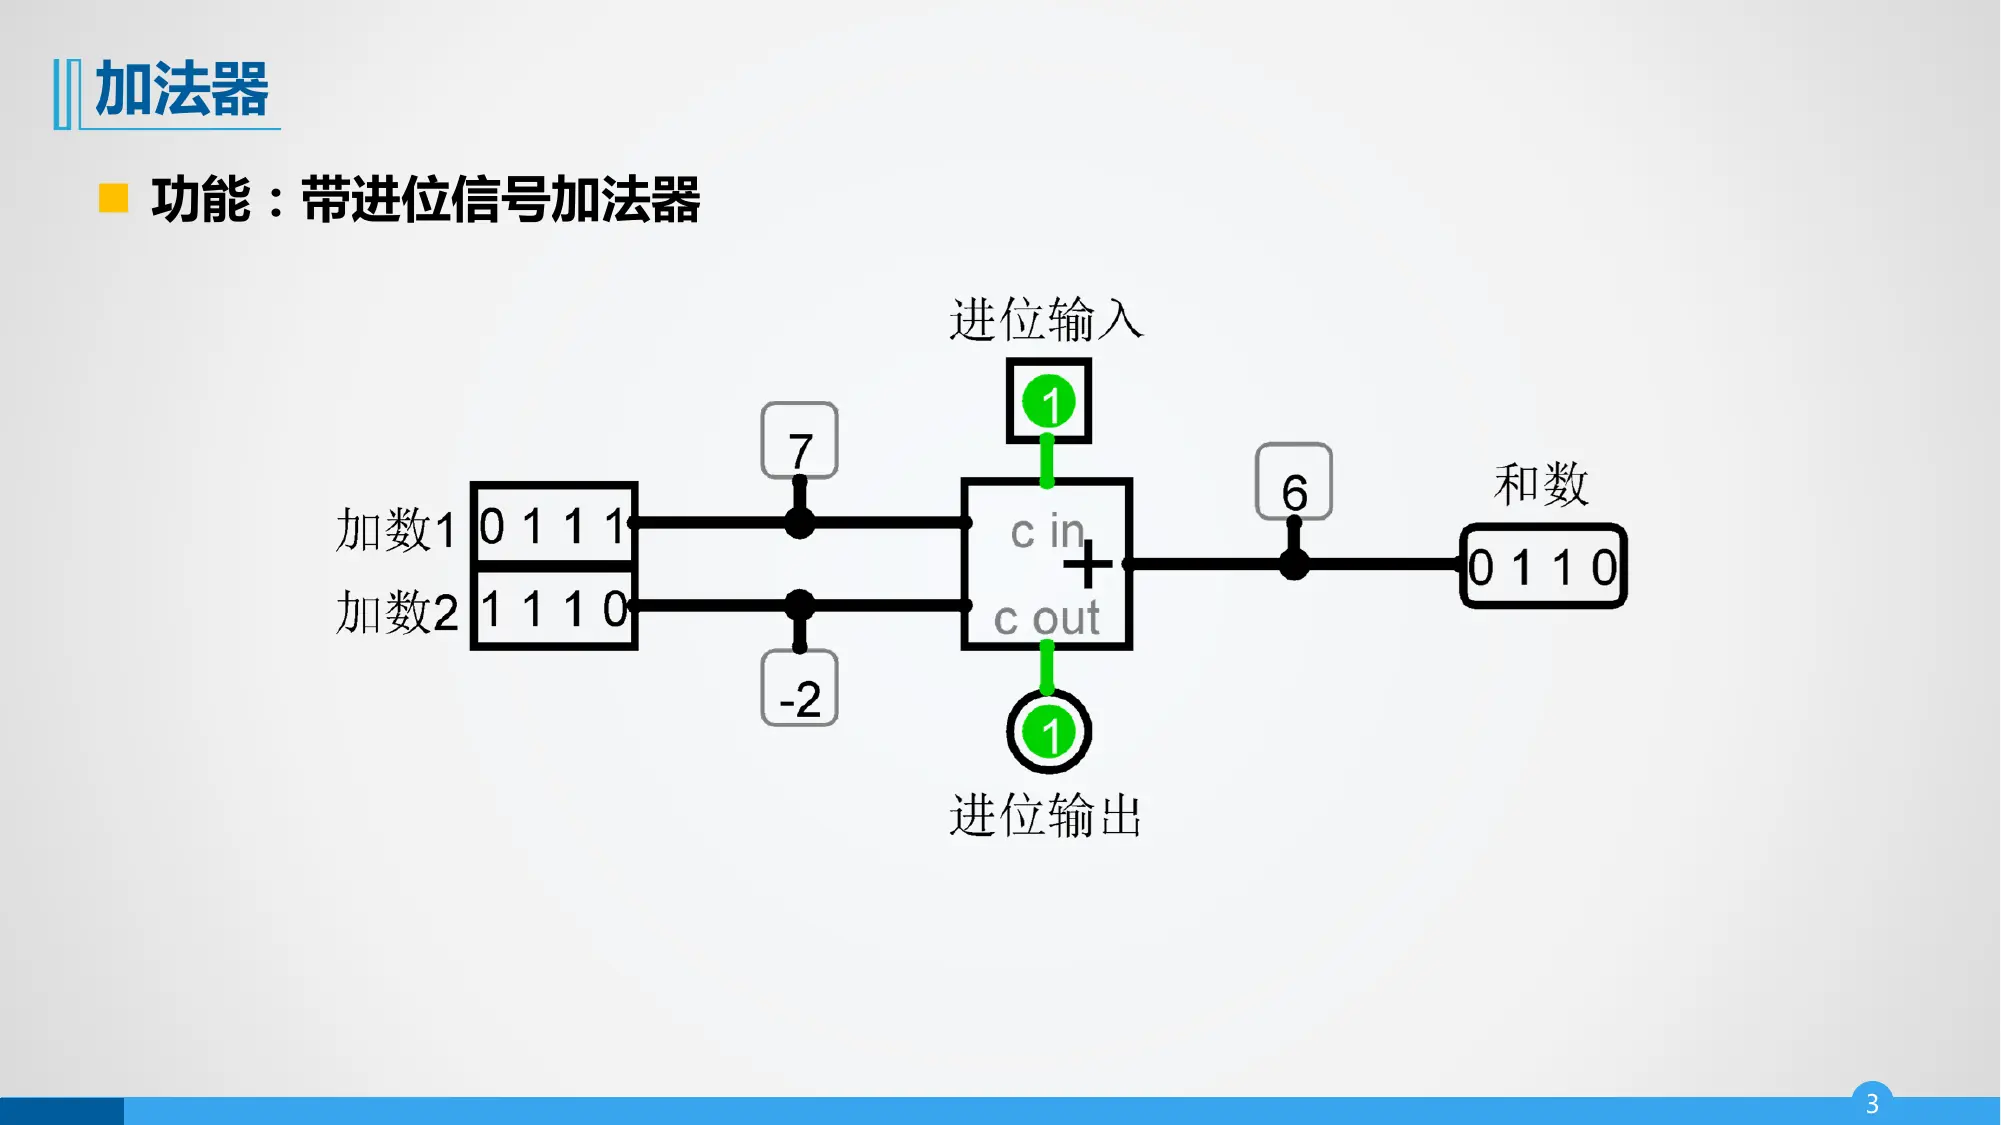 加法器
功能：带进位信号加法器
进位输入
1
7
6
和数
加数1
0 1 1 1
c in
+
0 1 1 0
加数2
1 1 1 0
c out
-2
1
进位输出
3